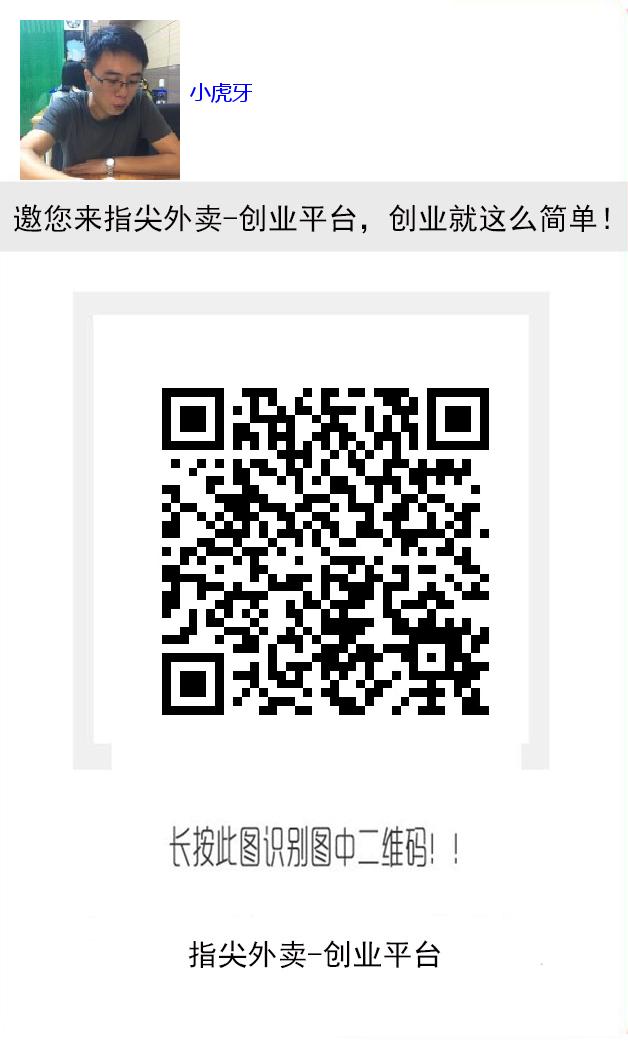 小虎牙
邀您来指尖外卖-创业平台，创业就这么简单！
长按此图识别图中二维码！！
指尖外卖-创业平台